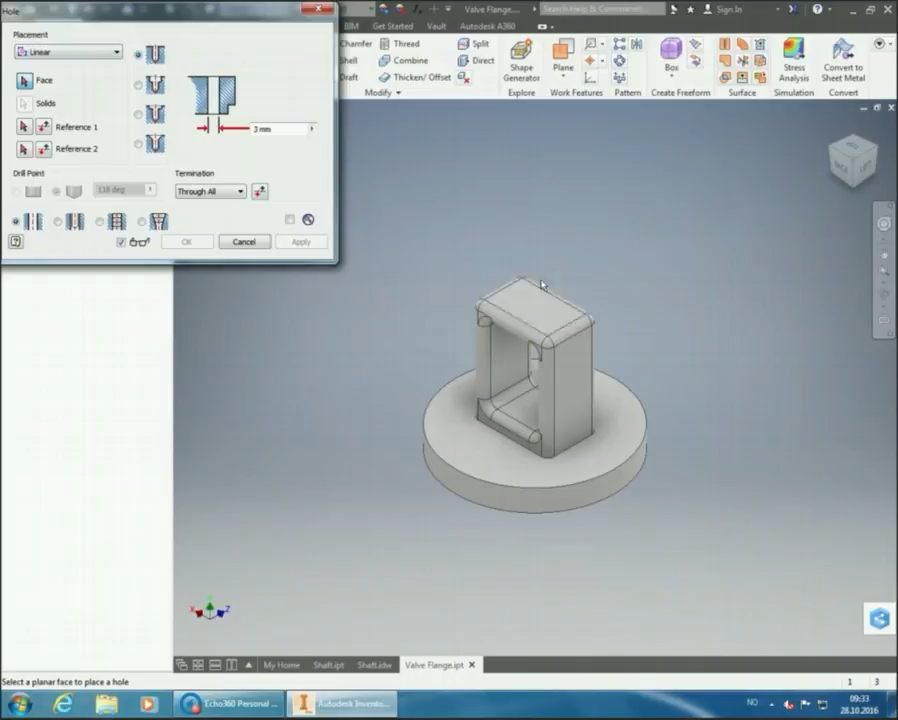 Hole
Valve Flange...
Search Help & Commands...
Sign In
BIM
Get Started
Vault
Autodesk A360
Placement
Linear
Face
Solids
Reference 1
Reference 2
3 mm
Drill Point
118 deg
Termination
Through All
OK
Cancel
Apply
Chamfer
Thread
Split
Shell
Combine
Direct
Draft
Thicken/ Offset
Modify
Shape
Generator
Explore
Plane
Work Features
Pattern
Box
Create Freeform
Surface
Stress
Analysis
Simulation
Convert to
Sheet Metal
Convert
X
Z
My Home
Shaft.ipt
Shaft.idw
Valve Flange.ipt
Select a planar face to place a hole
1
3
Echo360 Personal ...
Autodesk Invento...
NO
09:33
28.10.2016